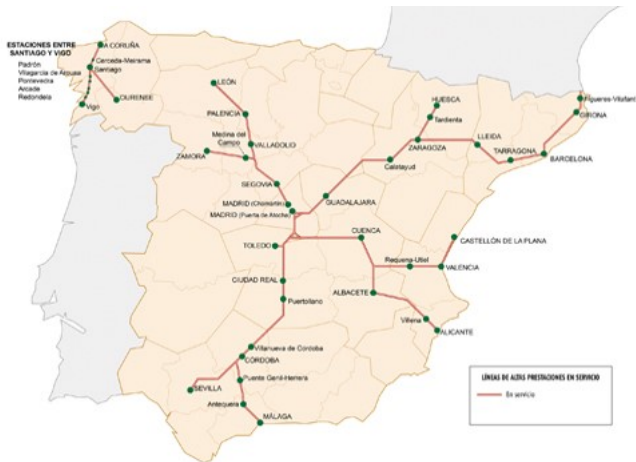 ESTACIONES ENTRE
SANTIAGO Y VIGO
Padrón
Vilagarcía de Arousa
Pontevedra
Arcade
Redondela
A CORUÑA
Cerceda-Meirama
Santiago
Vigo
OURENSE
LEÓN
PALENCIA
Medina del
Campo
VALLADOLID
ZAMORA
SEGOVIA
MADRID (Chamartín)
MADRID (Puerta de Atocha)
GUADALAJARA
Calatayud
ZARAGOZA
HUESCA
Tardienta
LLEIDA
TARRAGONA
BARCELONA
GIRONA
TOLEDO
CUENCA
CASTELLÓN DE LA PLANA
Requena-Utiel
VALENCIA
CIUDAD REAL
ALBACETE
Puertollano
Villena
ALICANTE
Villanueva de Córdoba
CÓRDOBA
Puente Genil-Herrera
SEVILLA
Antequera
MÁLAGA
LÍNEAS DE ALTAS PRESTACIONES EN SERVICIO
En servicio